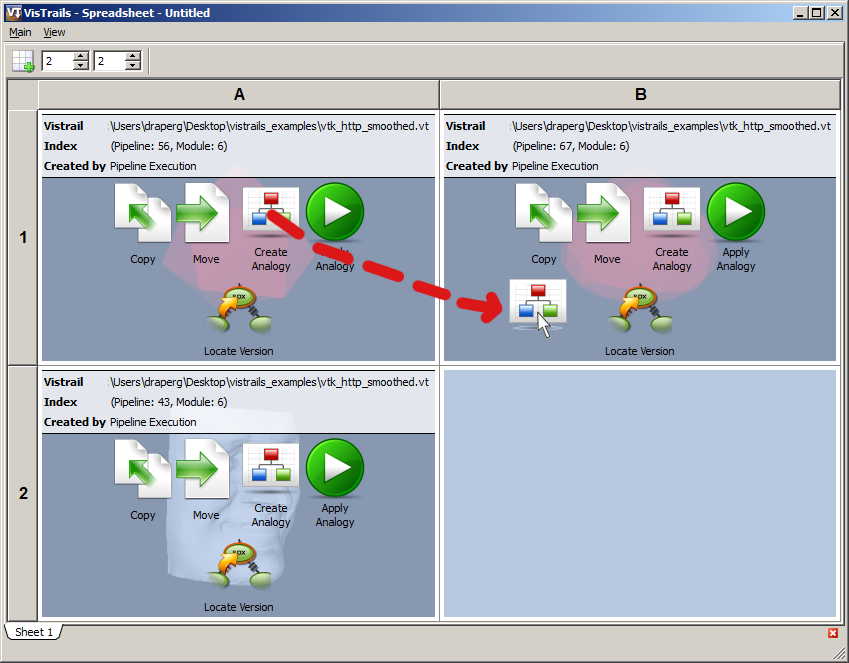 VisTrails - Spreadsheet - Untitled
Main View
2 2
A B
1
Vistrail :\Users\draperg\Desktop\vistrails_examples\vtk_http_smoothed.vt
Index (Pipeline: 56, Module: 6)
Created by Pipeline Execution
Copy Move Create Analogy Apply Analogy
Locate Version
Vistrail :\Users\draperg\Desktop\vistrails_examples\vtk_http_smoothed.vt
Index (Pipeline: 67, Module: 6)
Created by Pipeline Execution
Copy Move Create Analogy Apply Analogy
Locate Version
2
Vistrail :\Users\draperg\Desktop\vistrails_examples\vtk_http_smoothed.vt
Index (Pipeline: 43, Module: 6)
Created by Pipeline Execution
Copy Move Create Analogy Apply Analogy
Locate Version
Sheet 1